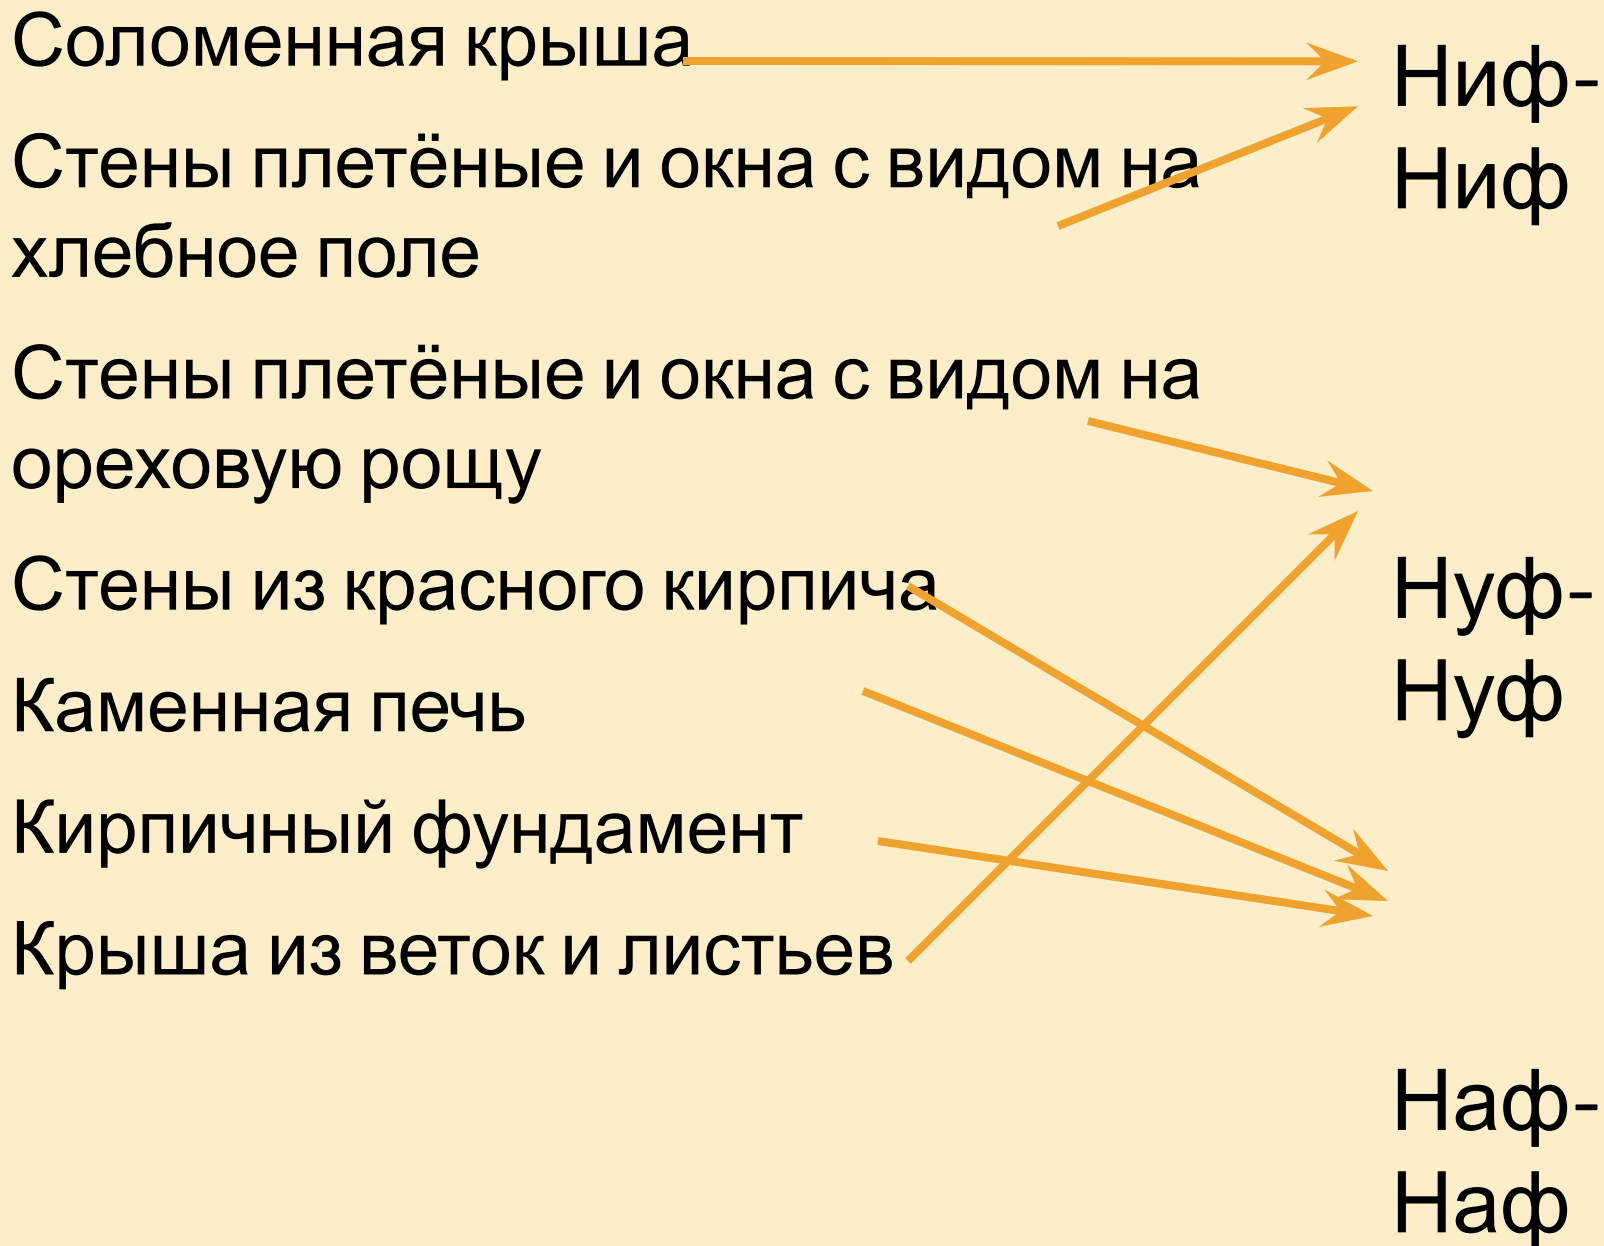 Соломенная крыша
Стены плетёные и окна с видом на
хлебное поле
Стены плетёные и окна с видом на
ореховую рощу
Стены из красного кирпича
Каменная печь
Кирпичный фундамент
Крыша из веток и листьев
Ниф-
Ниф
Нуф-
Нуф
Наф-
Наф